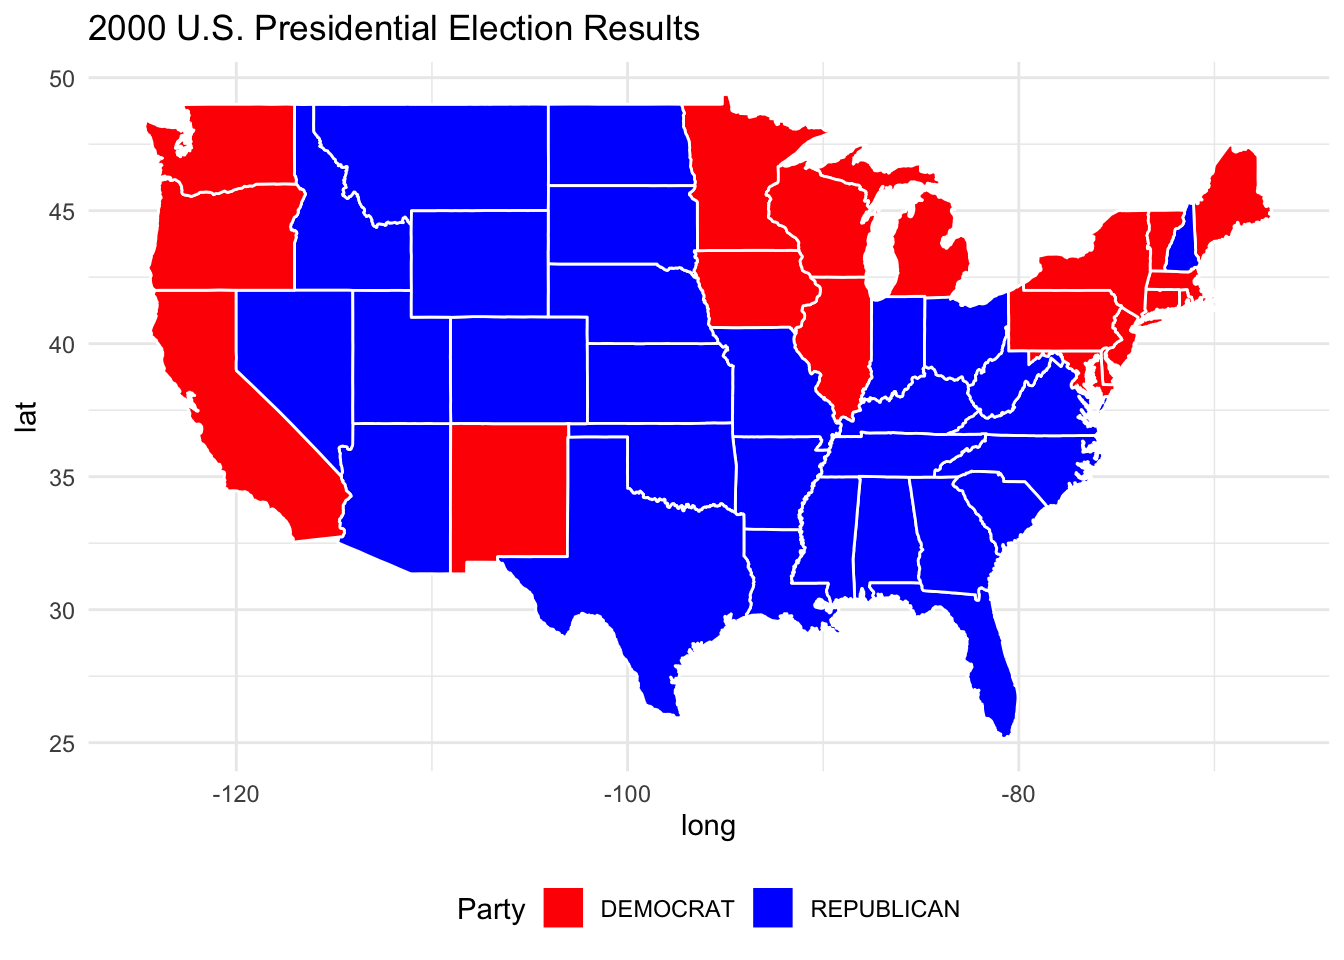 2000 U.S. Presidential Election Results
50
45
40
35
30
25
lat
-120 -100 -80
long
Party DEMOCRAT REPUBLICAN